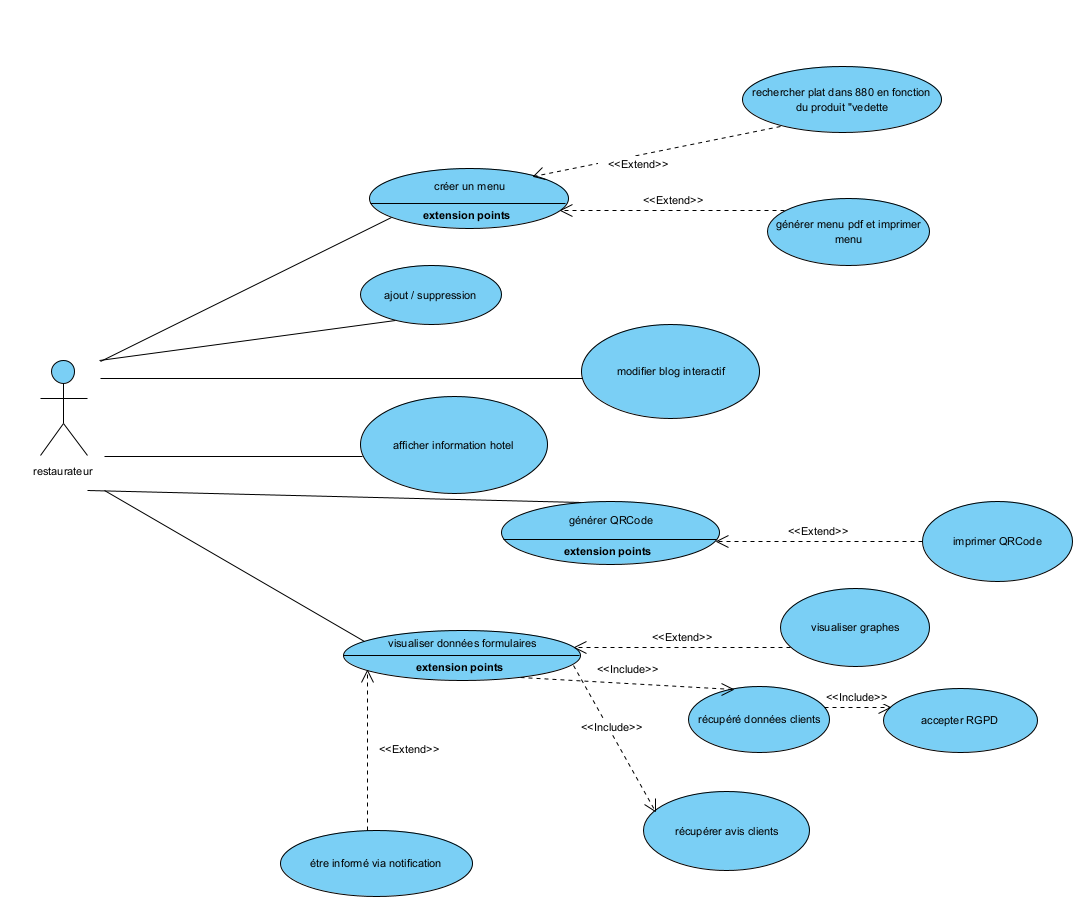 rechercher plat dans 880 en fonction
du produit "vedette
<<Extend>>
créer un menu
extension points
<<Extend>>
générer menu pdf et imprimer
menu
ajout / suppression
modifier blog interactif
afficher information hotel
restaurateur
générer QRCode
extension points
<<Extend>>
imprimer QRCode
visualiser graphes
<<Extend>>
visualiser données formulaires
extension points
<<Include>>
récupéré données clients
<<Include>>
accepter RGPD
<<Include>>
<<Extend>>
récupérer avis clients
étre informé via notification